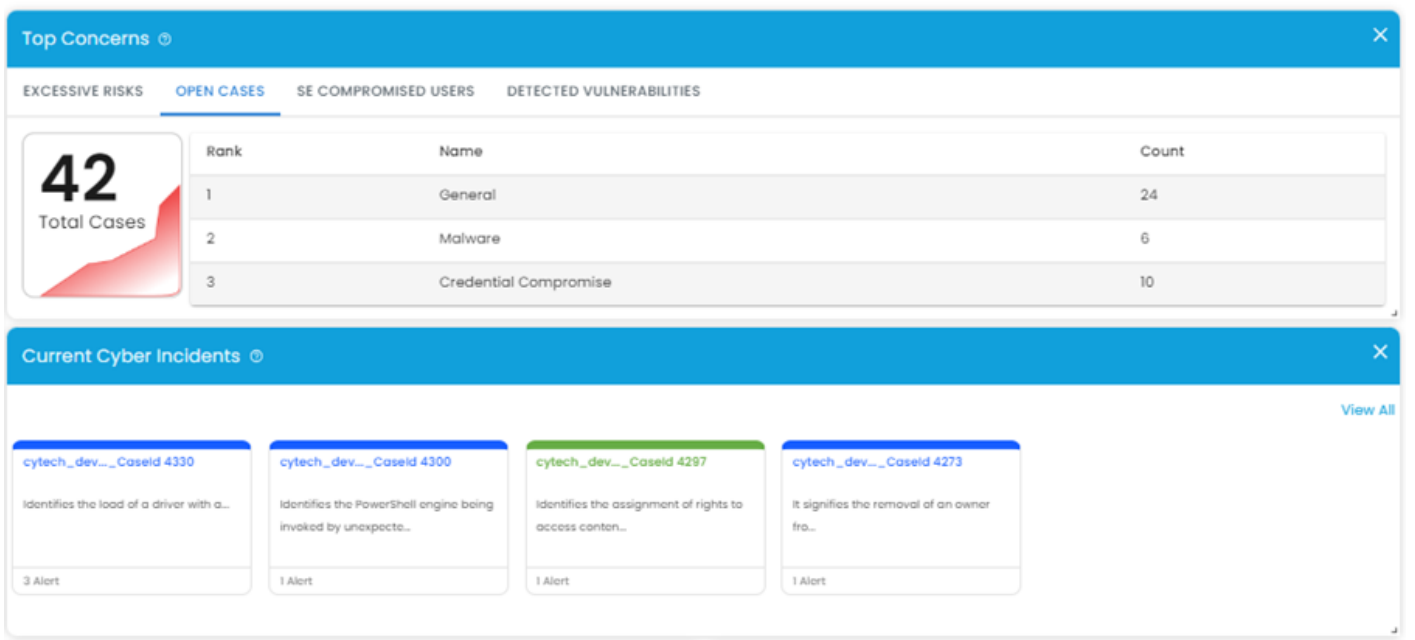 Top Concerns
EXCESSIVE RISKS OPEN CASES SE COMPROMISED USERS DETECTED VULNERABILITIES
42
Total Cases
Rank Name Count
1 General 24
2 Malware 6
3 Credential Compromise 10
Current Cyber Incidents
View All
cytech_dev..._CaseId 4330
Identifies the load of a driver with a...
3 Alert
cytech_dev..._CaseId 4300
Identifies the PowerShell engine being
invoked by unexpecte...
1 Alert
cytech_dev..._CaseId 4297
Identifies the assignment of rights to
access conten...
1 Alert
cytech_dev..._CaseId 4273
It signifies the removal of an owner
fro...
1 Alert